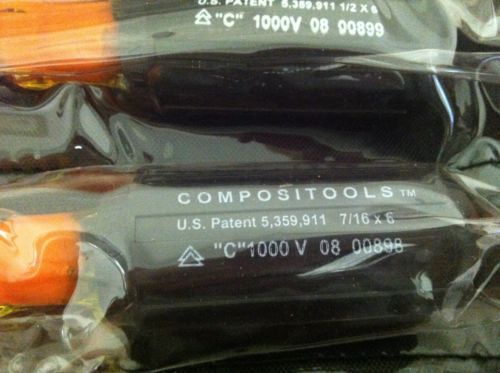 U.S. PATENT 5,359,911 1/2 X 6
"C" 1000V 08 00899
COMPOSITOOLS™
U.S. Patent 5,359,911 7/16 x 6
"C" 1000 V 08 00898